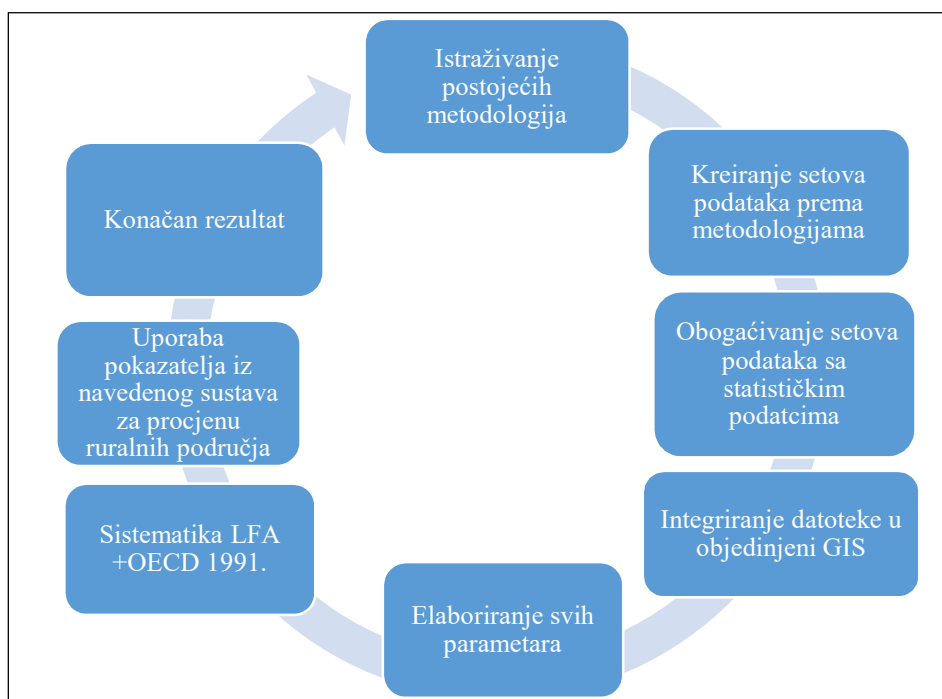 Istraživanje
postojećih
metodologija
Kreiranje setova
podataka prema
metodologijama
Obogaćivanje setova
podataka sa
statističkim
podatcima
Integriranje datoteke u
objedinjeni GIS
Elaboriranje svih
parametara
Sistematika LFA
+OECD 1991.
Uporaba
pokazatelja iz
navedenog sustava
za procjenu
ruralnih područja
Konačan rezultat